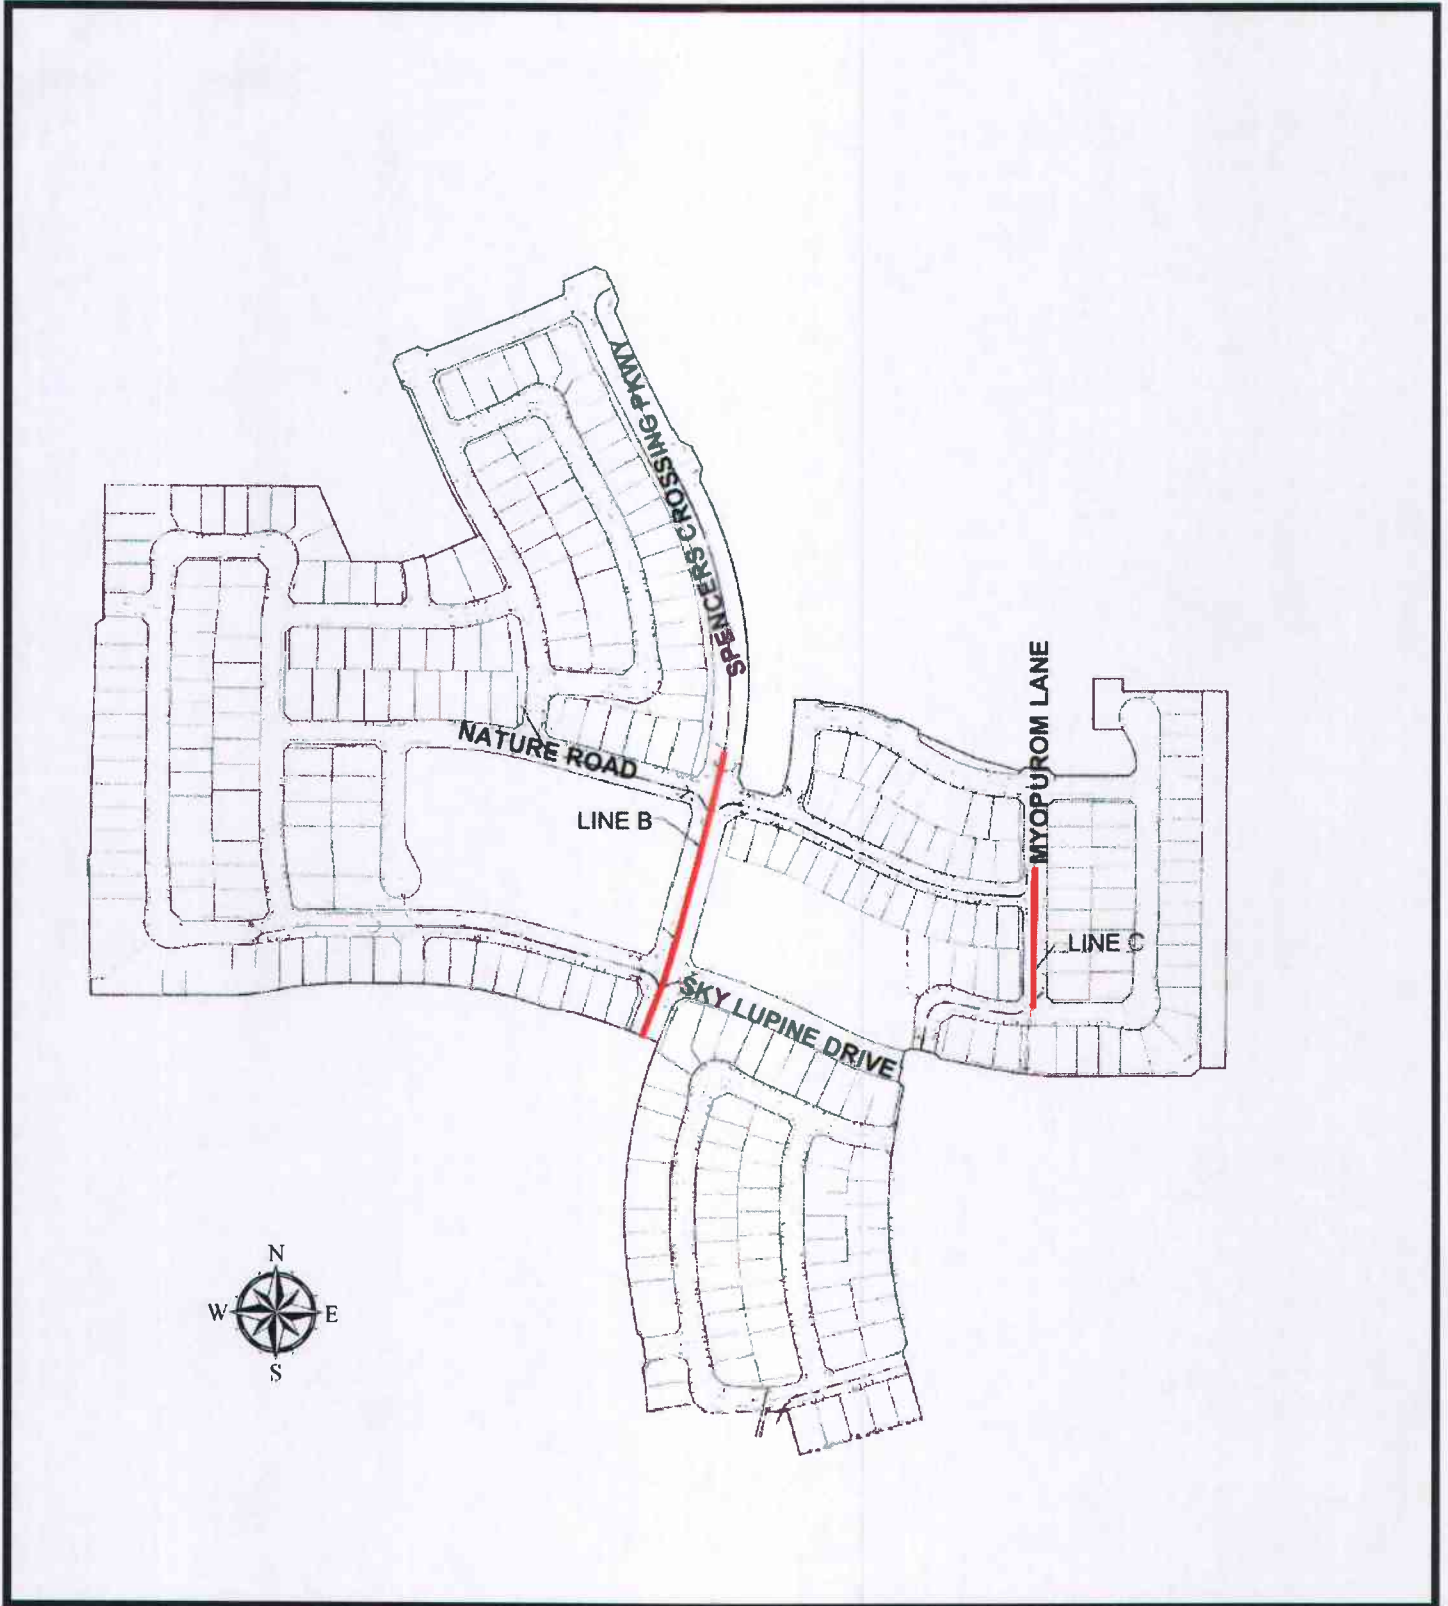 SPENCERS CROSSING PKWY
MYOPUROM LANE
NATURE ROAD
LINE B
LINE C
SKY LUPINE DRIVE
N
W E
S